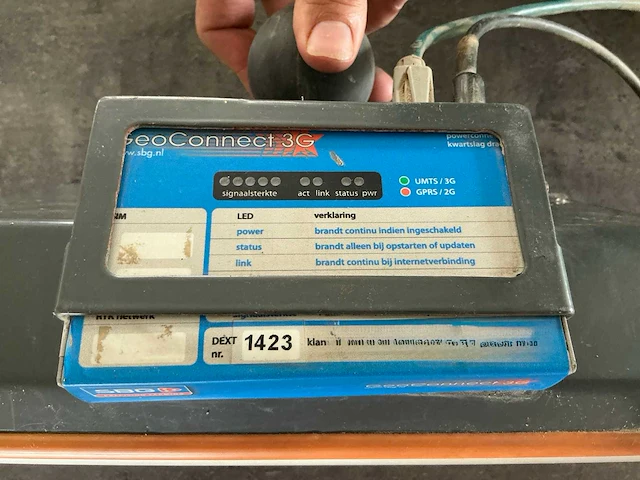 GeoConnect 3G
www.sbg.nl
kwartslag
signaalsterkte act link status pwr
UMTS / 3G
GPRS / 2G
LED verklaring
power brandt continu indien ingeschakeld
status brandt alleen bij opstarten of updaten
link brandt continu bij internetverbinding
RTK netwerk
DEXT nr. 1423 klan
SBG
GeoConnect 3G